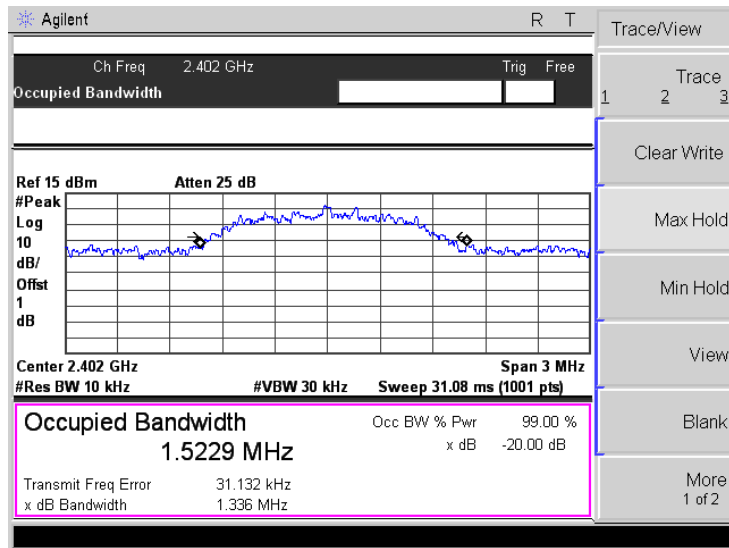 Agilent R T
Ch Freq 2.402 GHz Trig Free
Occupied Bandwidth
Ref 15 dBm Atten 25 dB
#Peak
Log
10
dB/
Offst
1
dB
Center 2.402 GHz Span 3 MHz
#Res BW 10 kHz #VBW 30 kHz Sweep 31.08 ms (1001 pts)
Occupied Bandwidth
1.5229 MHz
Occ BW % Pwr 99.00 %
x dB -20.00 dB
Transmit Freq Error 31.132 kHz
x dB Bandwidth 1.336 MHz
Trace/View
Trace
1 2 3
Clear Write
Max Hold
Min Hold
View
Blank
More
1 of 2